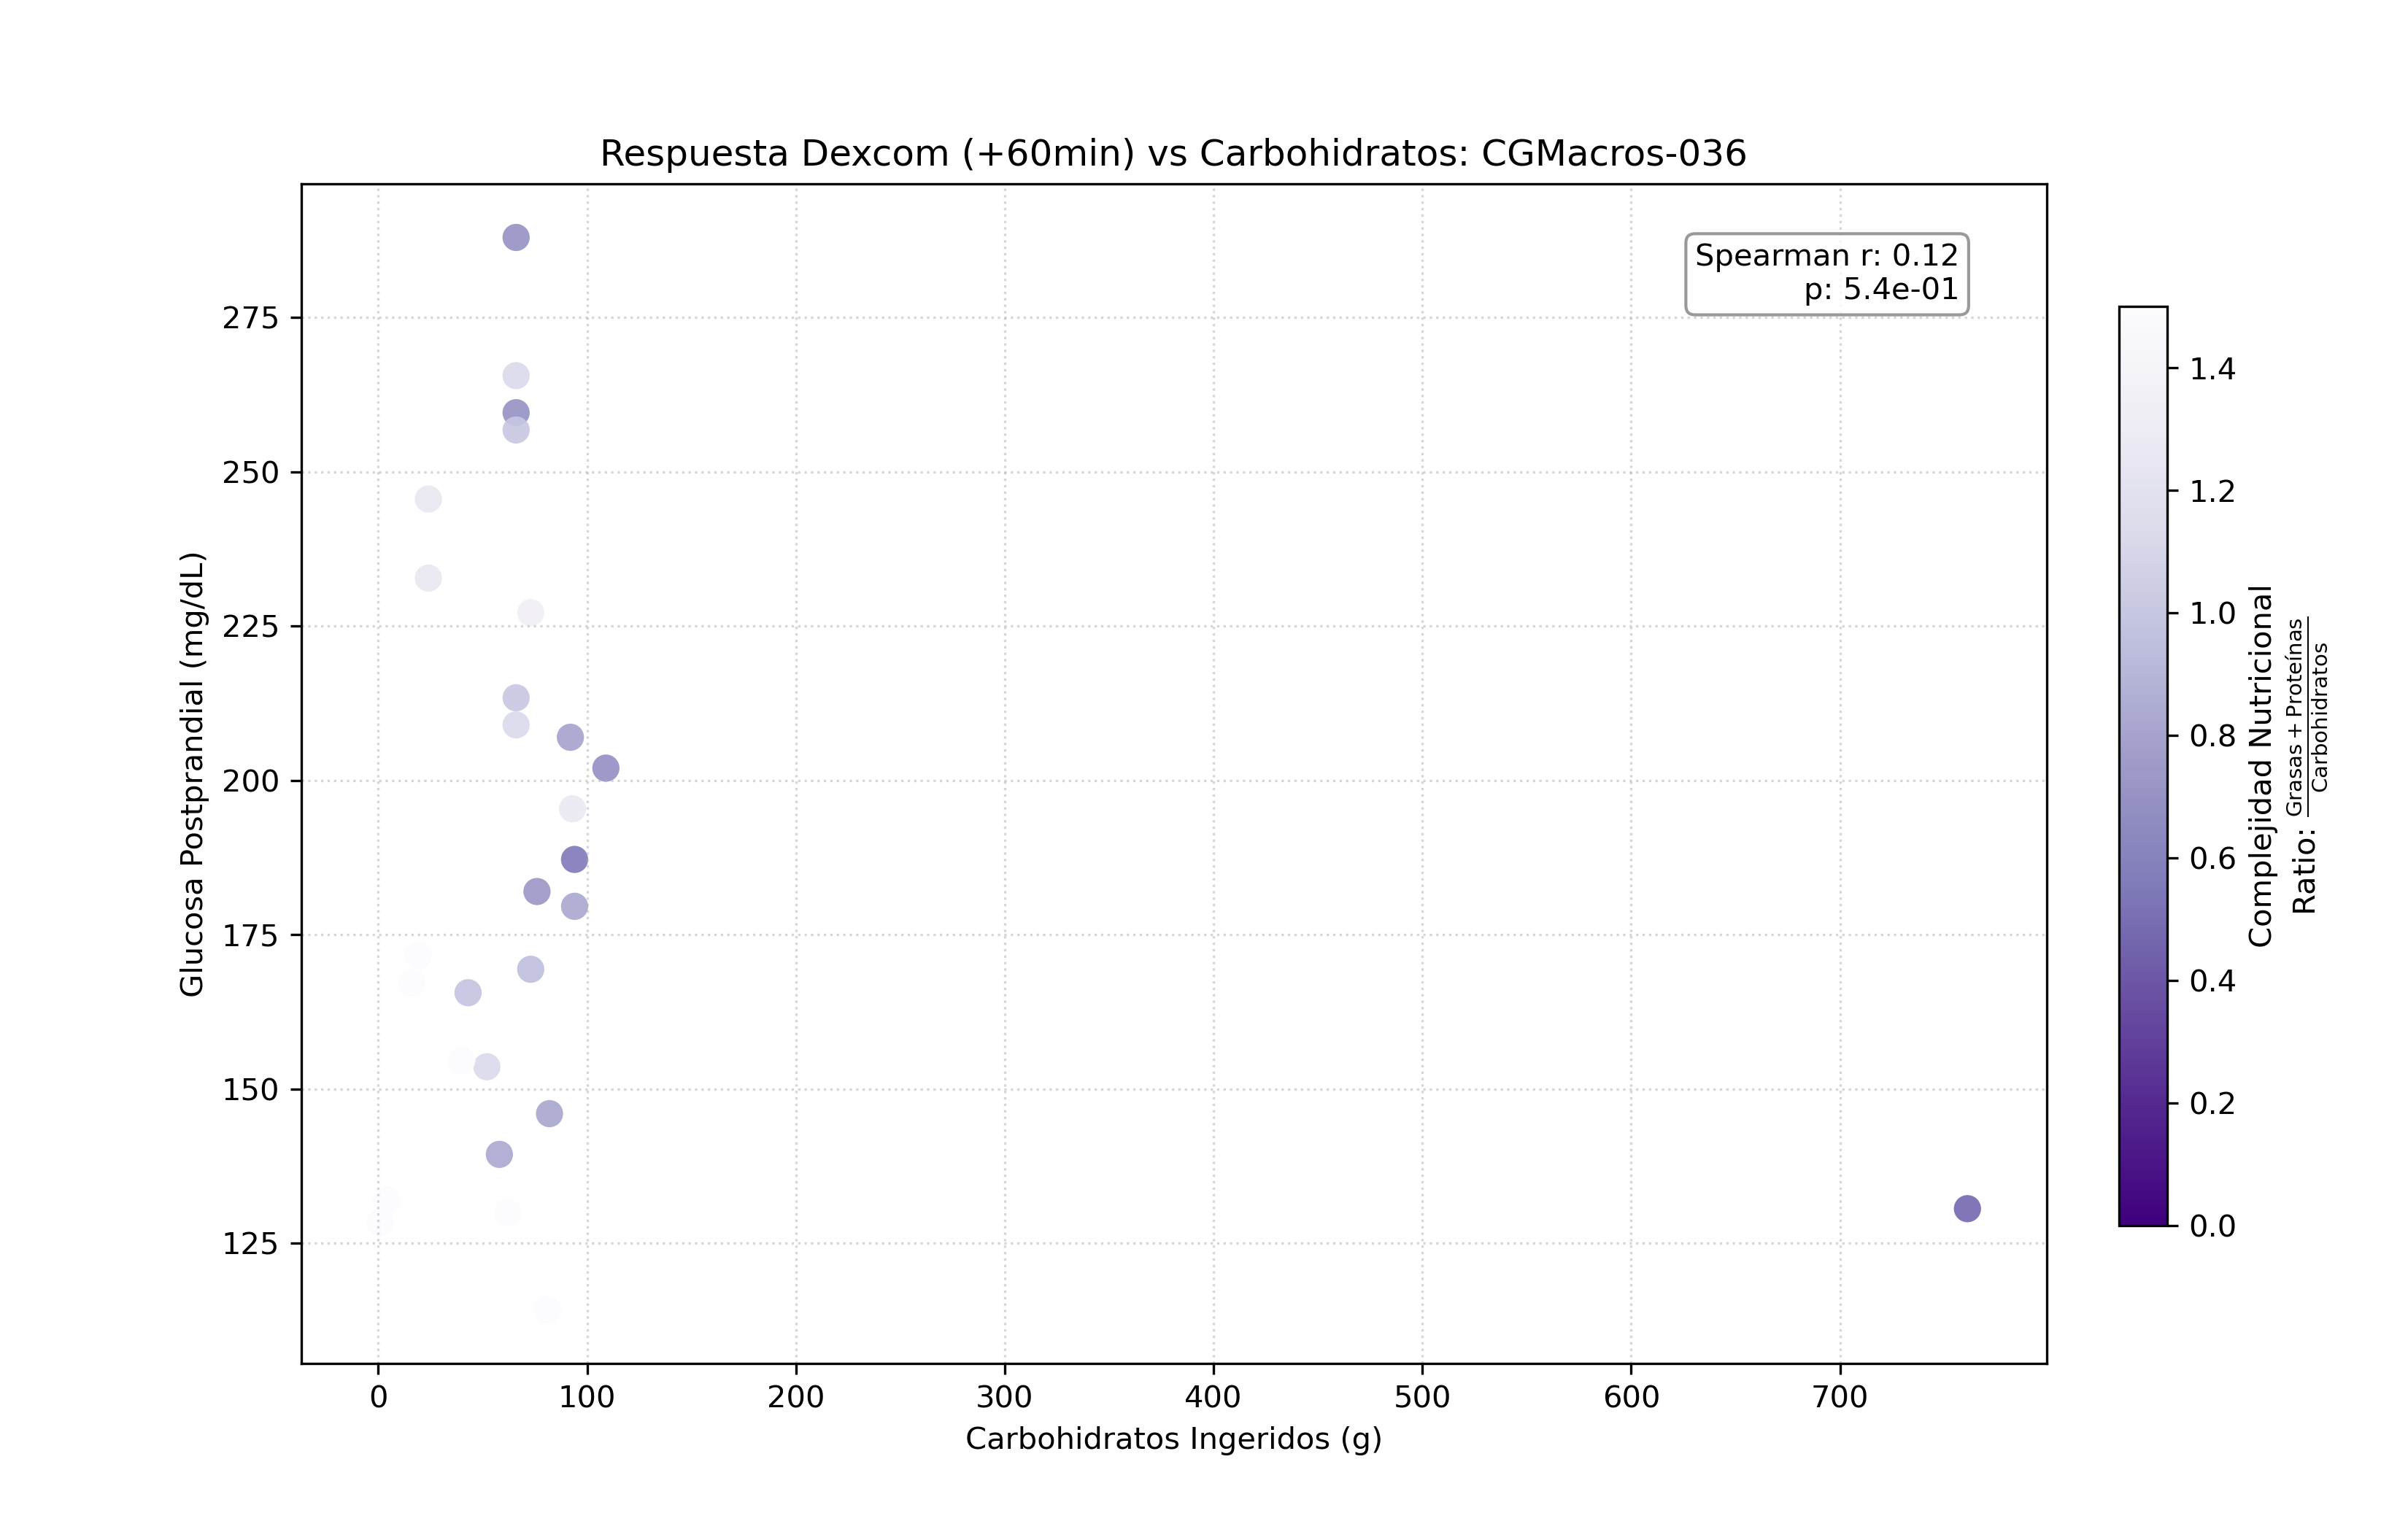 Respuesta Dexcom (+60min) vs Carbohidratos: CGMacros-036
Spearman r: 0.12
p: 5.4e-01
Glucosa Postprandial (mg/dL)
275
250
225
200
175
150
125
0
100
200
300
400
500
600
700
Carbohidratos Ingeridos (g)
1.4
1.2
1.0
0.8
0.6
0.4
0.2
0.0
Complejidad Nutricional
Ratio: Grasas + Proteínas
Carbohidratos